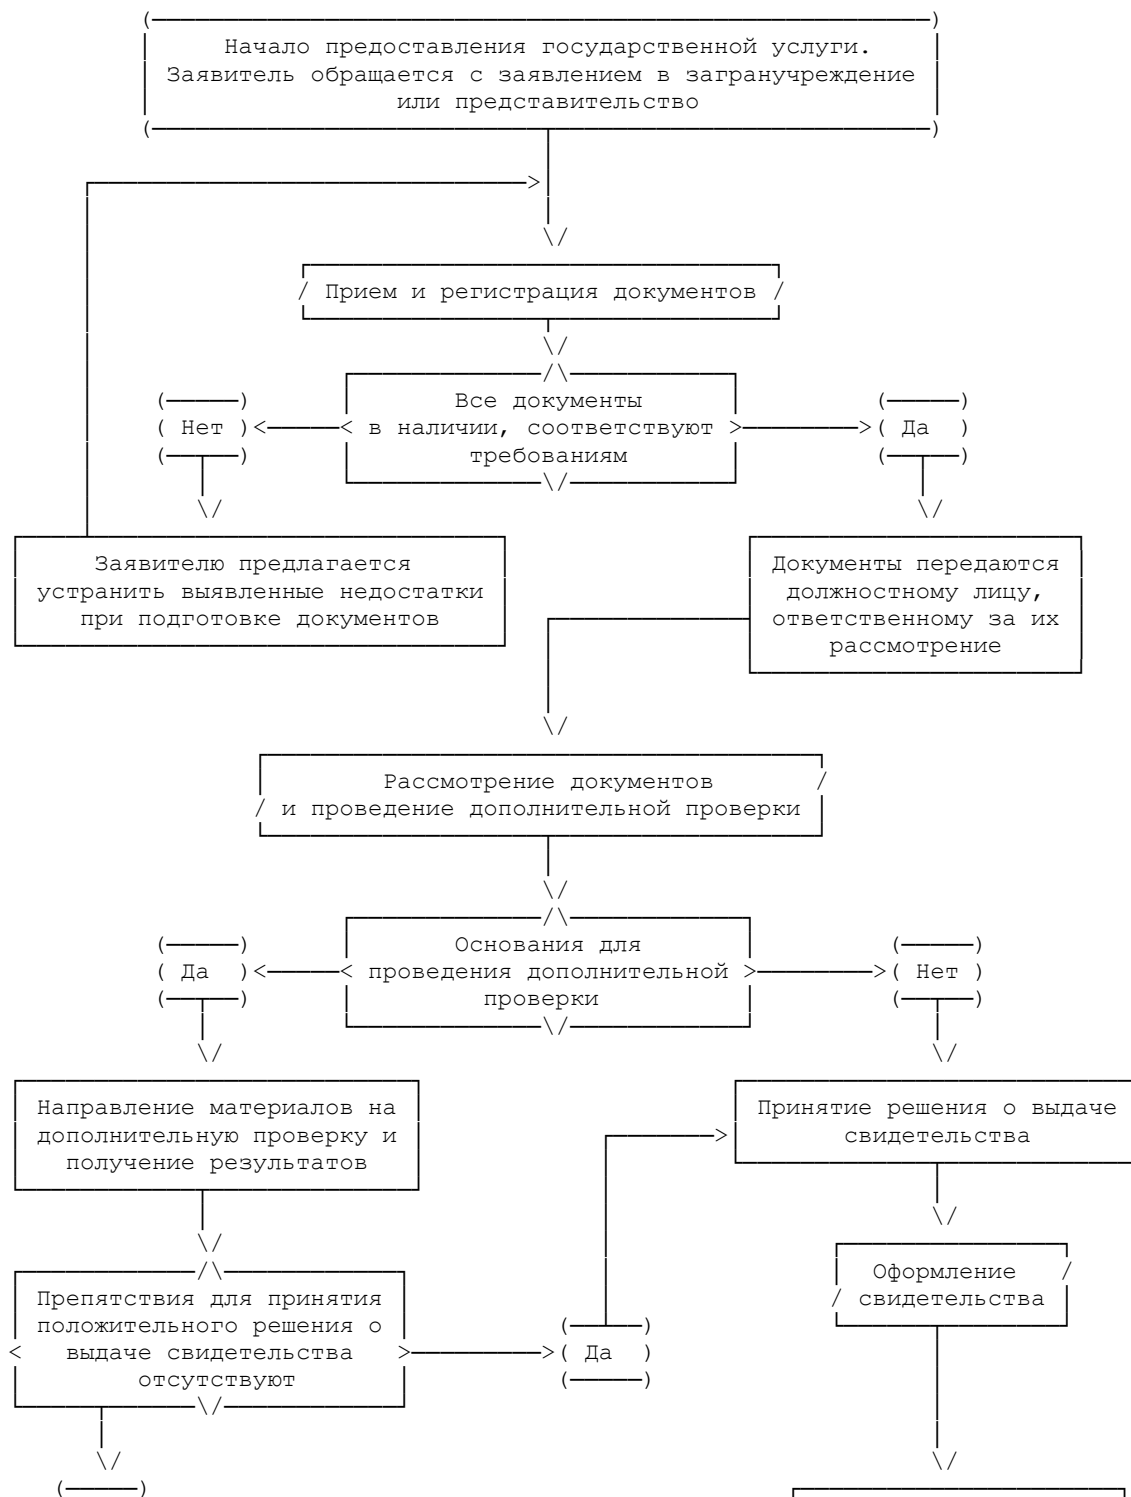 Начало предоставления государственной услуги.
Заявитель обращается с заявлением в загранучреждение
или представительство
Прием и регистрация документов
Все документы
в наличии, соответствуют
требованиям
Нет
Да
Заявителю предлагается
устранить выявленные недостатки
при подготовке документов
Документы передаются
должностному лицу,
ответственному за их
рассмотрение
Рассмотрение документов
и проведение дополнительной проверки
Основания для
проведения дополнительной
проверки
Да
Нет
Направление материалов на
дополнительную проверку и
получение результатов
Принятие решения о выдаче
свидетельства
Оформление
свидетельства
Препятствия для принятия
положительного решения о
выдаче свидетельства
отсутствуют
Да